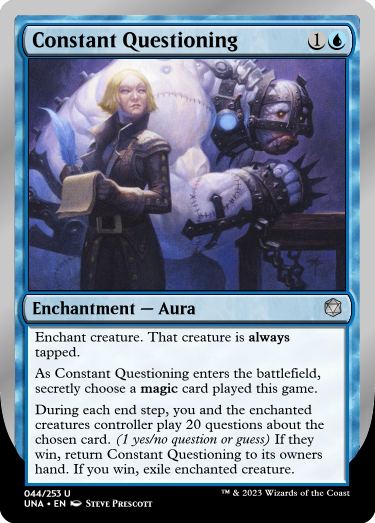 Constant Questioning 1
Enchantment — Aura
Enchant creature. That creature is always
tapped.
As Constant Questioning enters the battlefield,
secretly choose a magic card played this game.
During each end step, you and the enchanted
creatures controller play 20 questions about the
chosen card. (1 yes/no question or guess) If they
win, return Constant Questioning to its owners
hand. If you win, exile enchanted creature.
044/253 U
UNA • EN Steve Prescott
™ & 2023 Wizards of the Coast